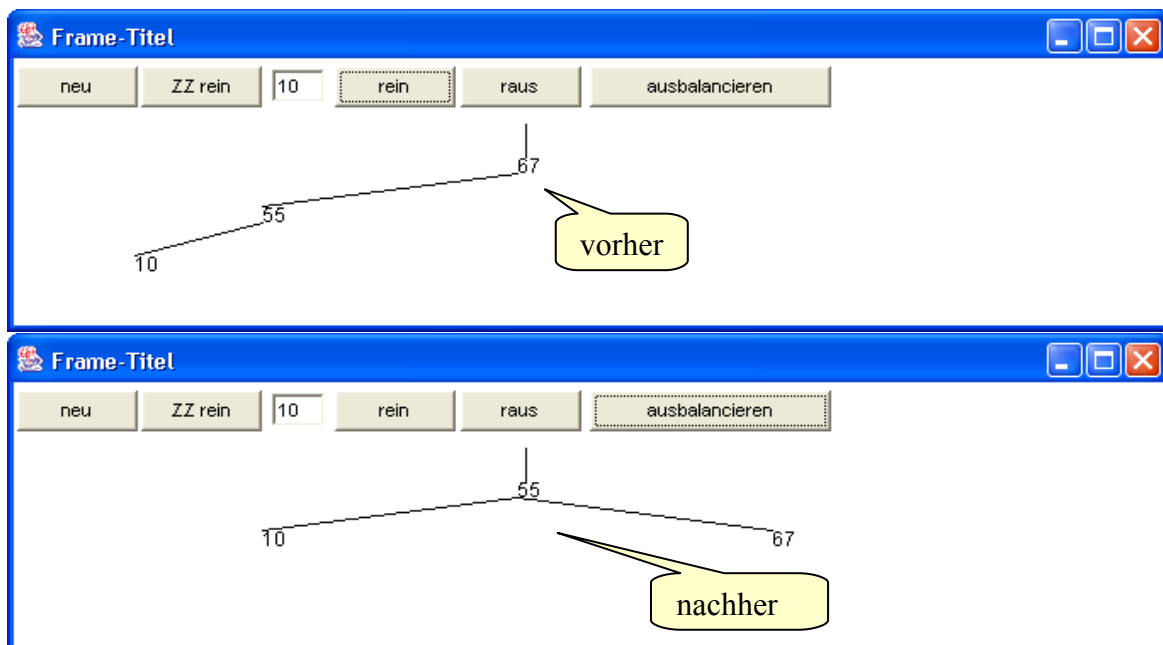 Frame-Titel
neu ZZ rein 10 rein raus ausbalancieren
67
55
vorher
10
Frame-Titel
neu ZZ rein 10 rein raus ausbalancieren
55
10 67
nachher